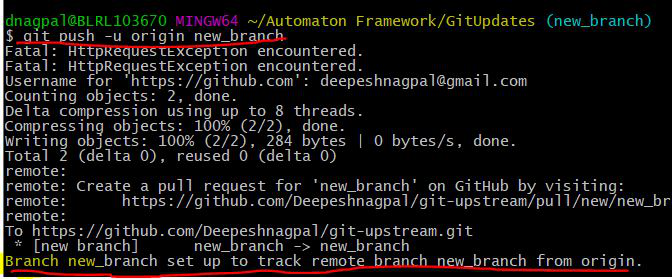 dnagpal@BLRL103670 MINGW64 ~/Automaton Framework/GitUpdates (new_branch)
$ git push -u origin new_branch
Fatal: HttpRequestException encountered.
Fatal: HttpRequestException encountered.
Username for 'https://github.com': deepeshnagpal@gmail.com
Counting objects: 2, done.
Delta compression using up to 8 threads.
Compressing objects: 100% (2/2), done.
Writing objects: 100% (2/2), 284 bytes | 0 bytes/s, done.
Total 2 (delta 0), reused 0 (delta 0)
remote:
remote: Create a pull request for 'new_branch' on GitHub by visiting:
remote:      https://github.com/Deepeshnagpal/git-upstream/pull/new/new_br
remote:
To https://github.com/Deepeshnagpal/git-upstream.git
 * [new branch]      new_branch -> new_branch
Branch new_branch set up to track remote branch new_branch from origin.